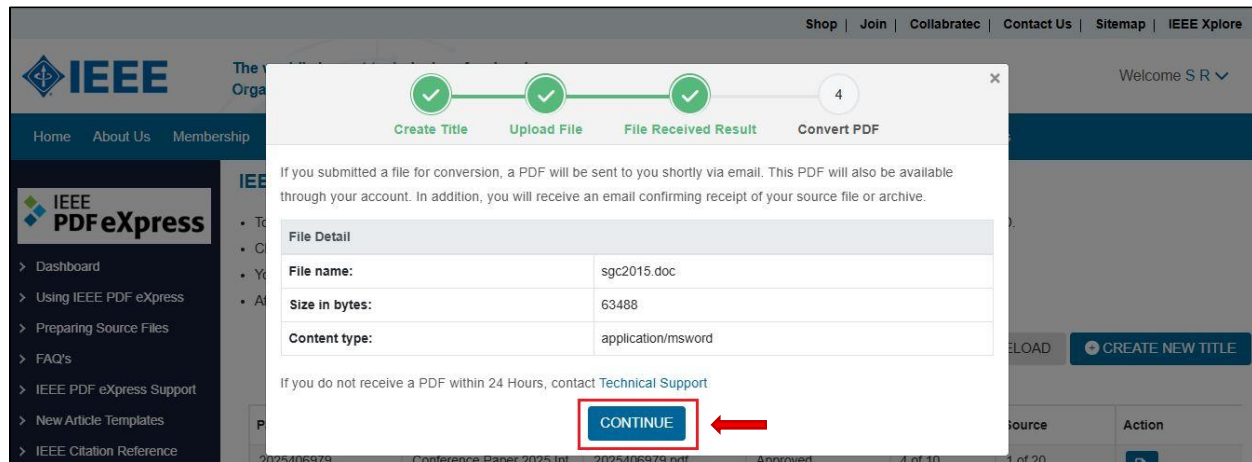 Shop | Join | Collabratec | Contact Us | Sitemap | IEEE Xplore
IEEE
The
Orga
Welcome S R
Home About Us Membership
Create Title Upload File File Received Result 4 Convert PDF
×
IEEE PDF eXpress
> Dashboard
> Using IEEE PDF eXpress
> Preparing Source Files
> FAQ's
> IEEE PDF eXpress Support
> New Article Templates
> IEEE Citation Reference
If you submitted a file for conversion, a PDF will be sent to you shortly via email. This PDF will also be available
through your account. In addition, you will receive an email confirming receipt of your source file or archive.
File Detail
File name: sgc2015.doc
Size in bytes: 63488
Content type: application/msword
If you do not receive a PDF within 24 Hours, contact Technical Support
CONTINUE
ELOAD CREATE NEW TITLE
Source Action
2025406979 Conference Paper 2025 Int 2025406979.pdf Approved 4 of 10 1 of 20